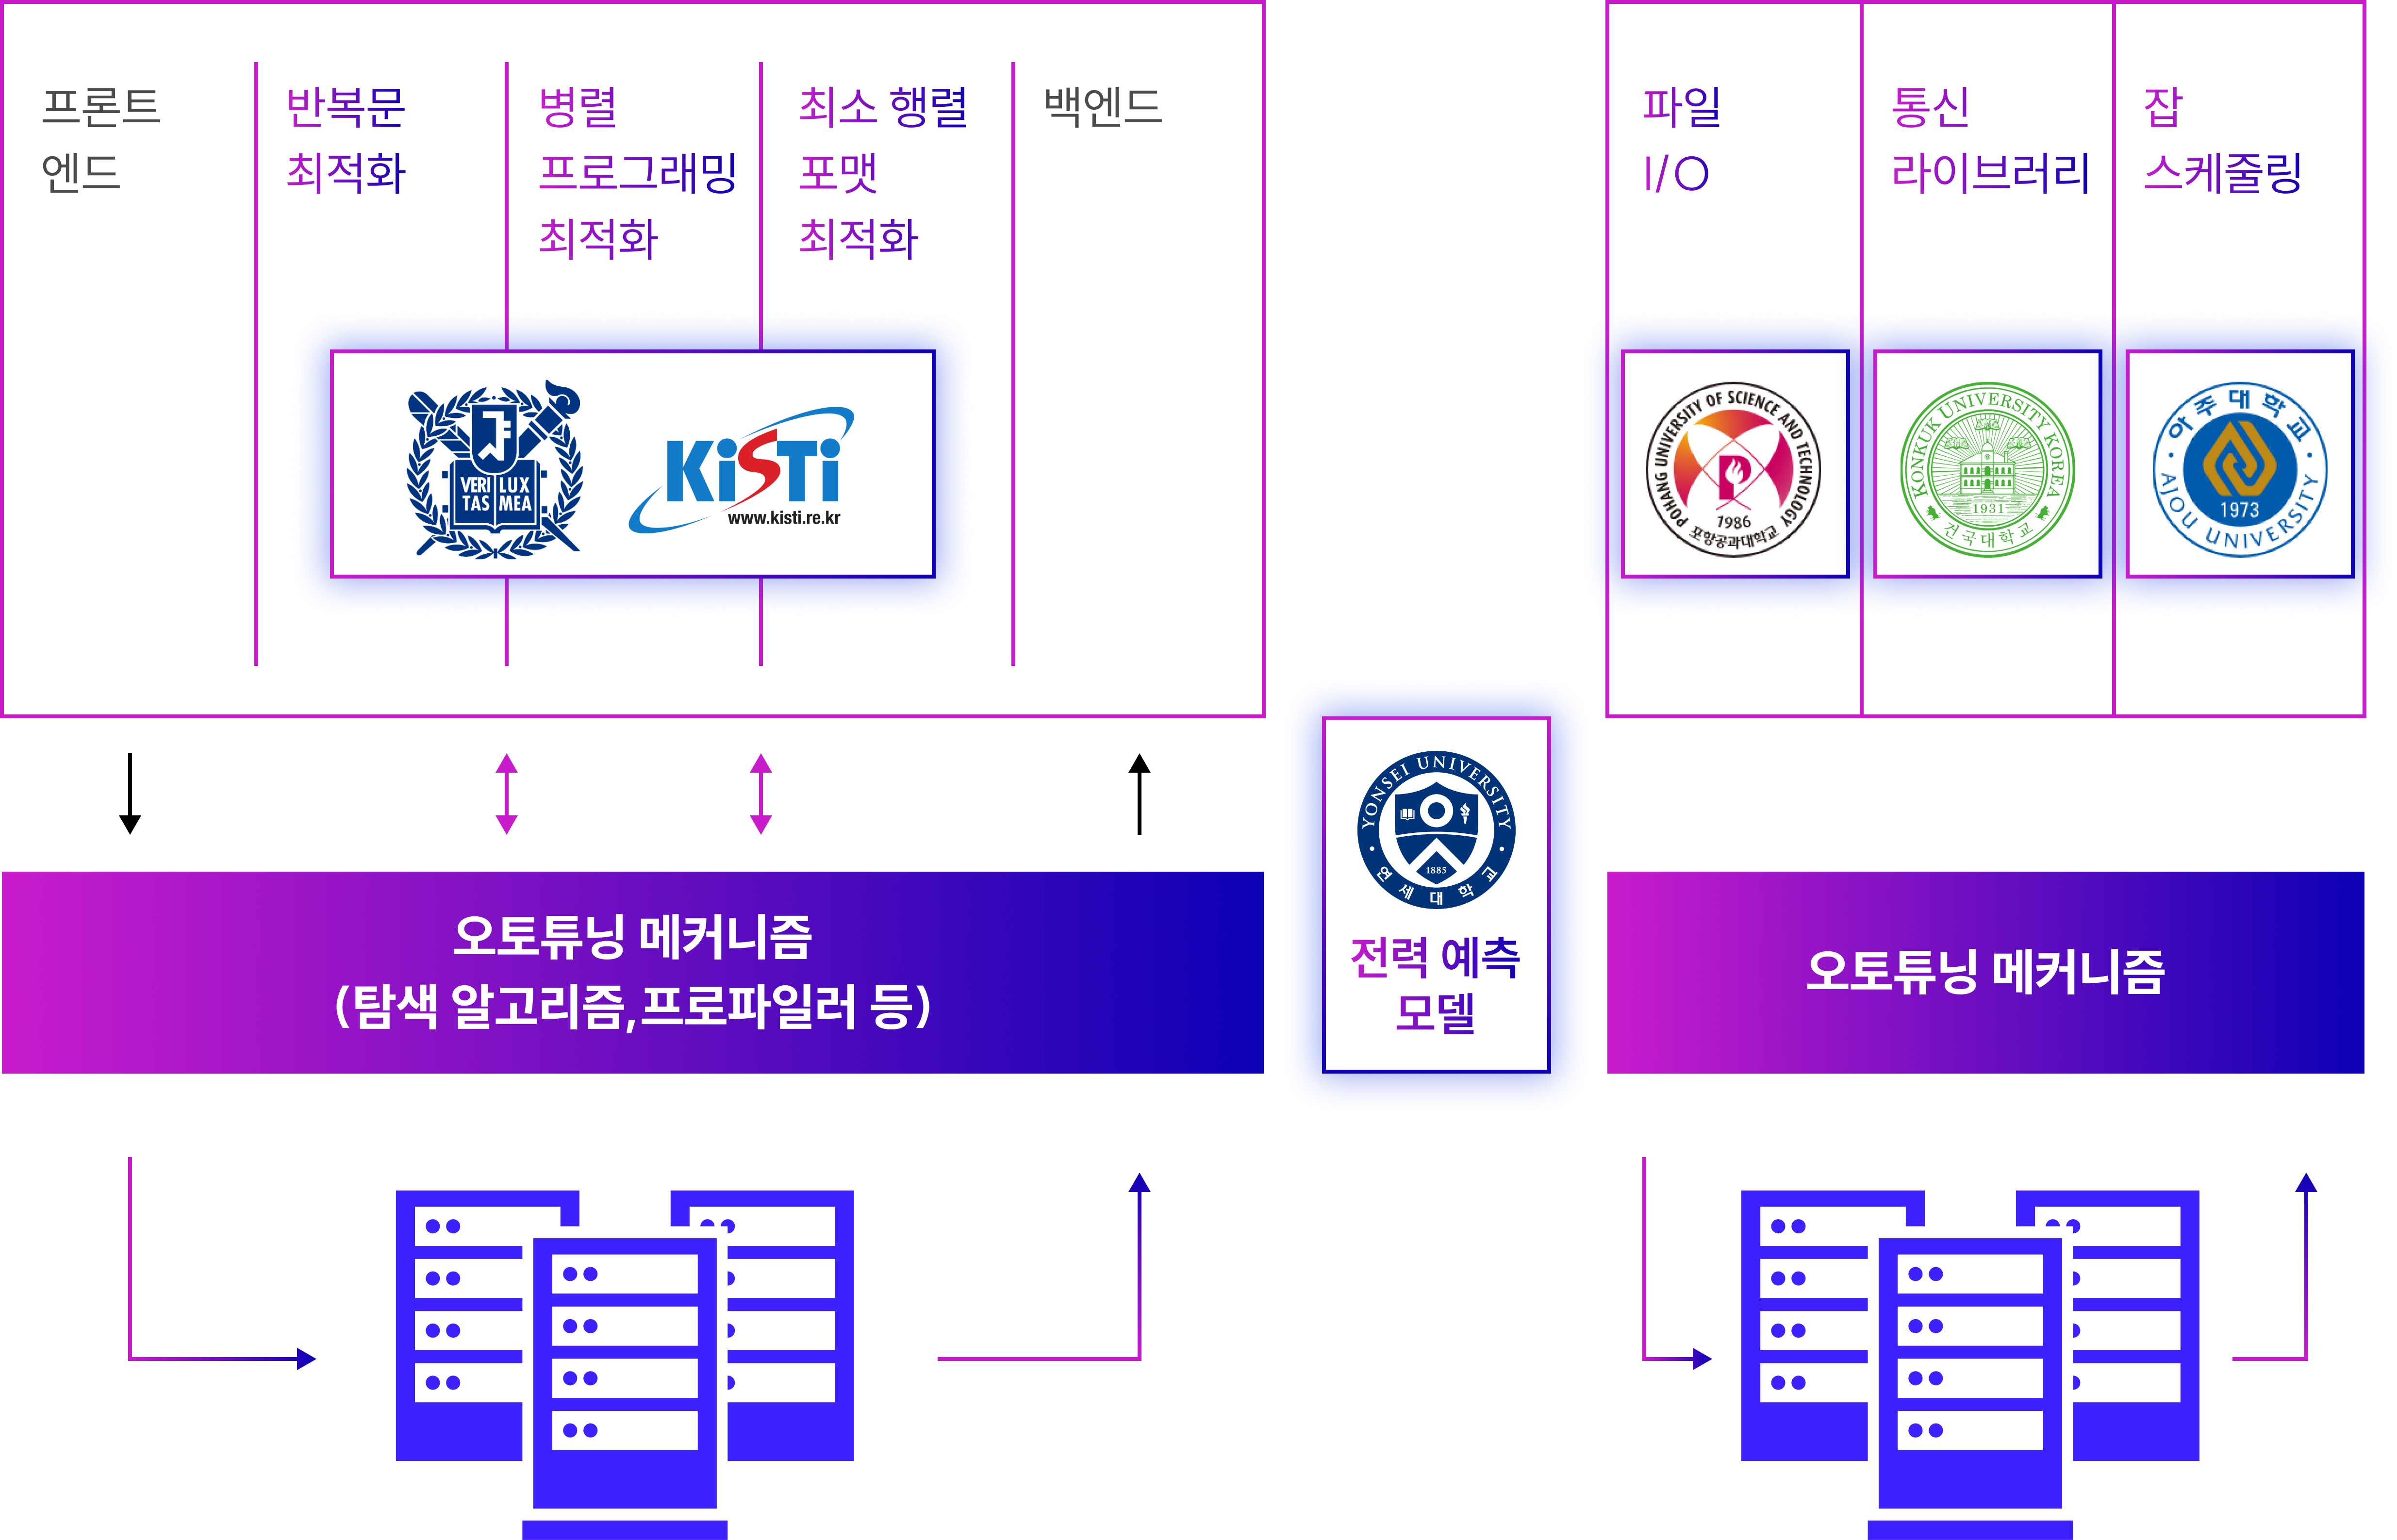 프론트
엔드
반복문
최적화
병렬
프로그래밍
최적화
최소 행렬
포맷
최적화
백엔드
VERI LUX
TAS MEA
KiSTi
www.kisti.re.kr
파일
I/O
통신
라이브러리
잡
스케줄링
POHANG UNIVERSITY OF SCIENCE AND TECHNOLOGY
1986
포항공과대학교
KONKUK UNIVERSITY KOREA
1931
건국대학교
아주대학교
1973
AJOU UNIVERSITY
YONSEI UNIVERSITY
1885
연세대학교
전력 예측
모델
오토튜닝 메커니즘
(탐색 알고리즘,프로파일러 등)
오토튜닝 메커니즘